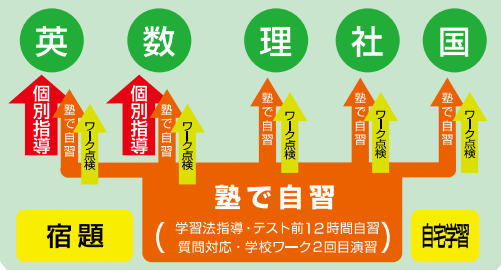 英 数 理 社 国
個別指導
塾で自習
ワーク点検
個別指導
塾で自習
ワーク点検
塾で自習
ワーク点検
塾で自習
ワーク点検
塾で自習
ワーク点検
宿題
塾で自習
(学習法指導・テスト前12時間自習
質問対応・学校ワーク2回目演習)
自宅学習